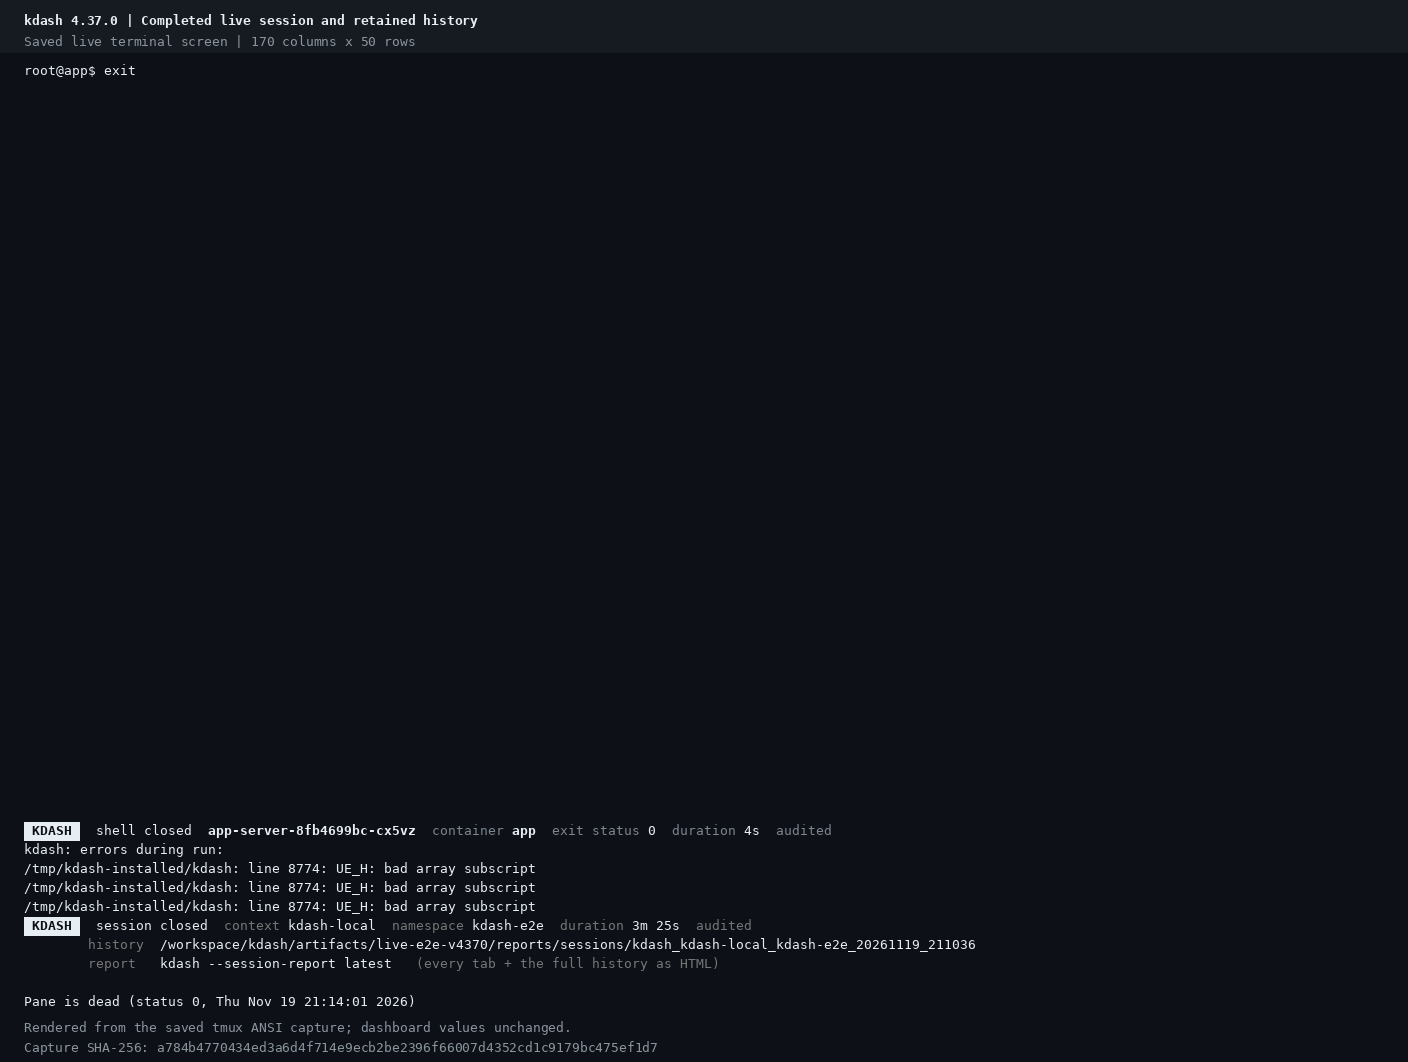 kdash 4.37.0 | Completed live session and retained history
Saved live terminal screen | 170 columns x 50 rows
root@app$ exit
KDASH shell closed app-server-8fb4699bc-cx5vz container app exit status 0 duration 4s audited
kdash: errors during run:
/tmp/kdash-installed/kdash: line 8774: UE_H: bad array subscript
/tmp/kdash-installed/kdash: line 8774: UE_H: bad array subscript
/tmp/kdash-installed/kdash: line 8774: UE_H: bad array subscript
KDASH session closed context kdash-local namespace kdash-e2e duration 3m 25s audited
history /workspace/kdash/artifacts/live-e2e-v4370/reports/sessions/kdash_kdash-local_kdash-e2e_20261119_211036
report kdash --session-report latest (every tab + the full history as HTML)
Pane is dead (status 0, Thu Nov 19 21:14:01 2026)
Rendered from the saved tmux ANSI capture; dashboard values unchanged.
Capture SHA-256: a784b4770434ed3a6d4f714e9ecb2be2396f66007d4352cd1c9179bc475ef1d7